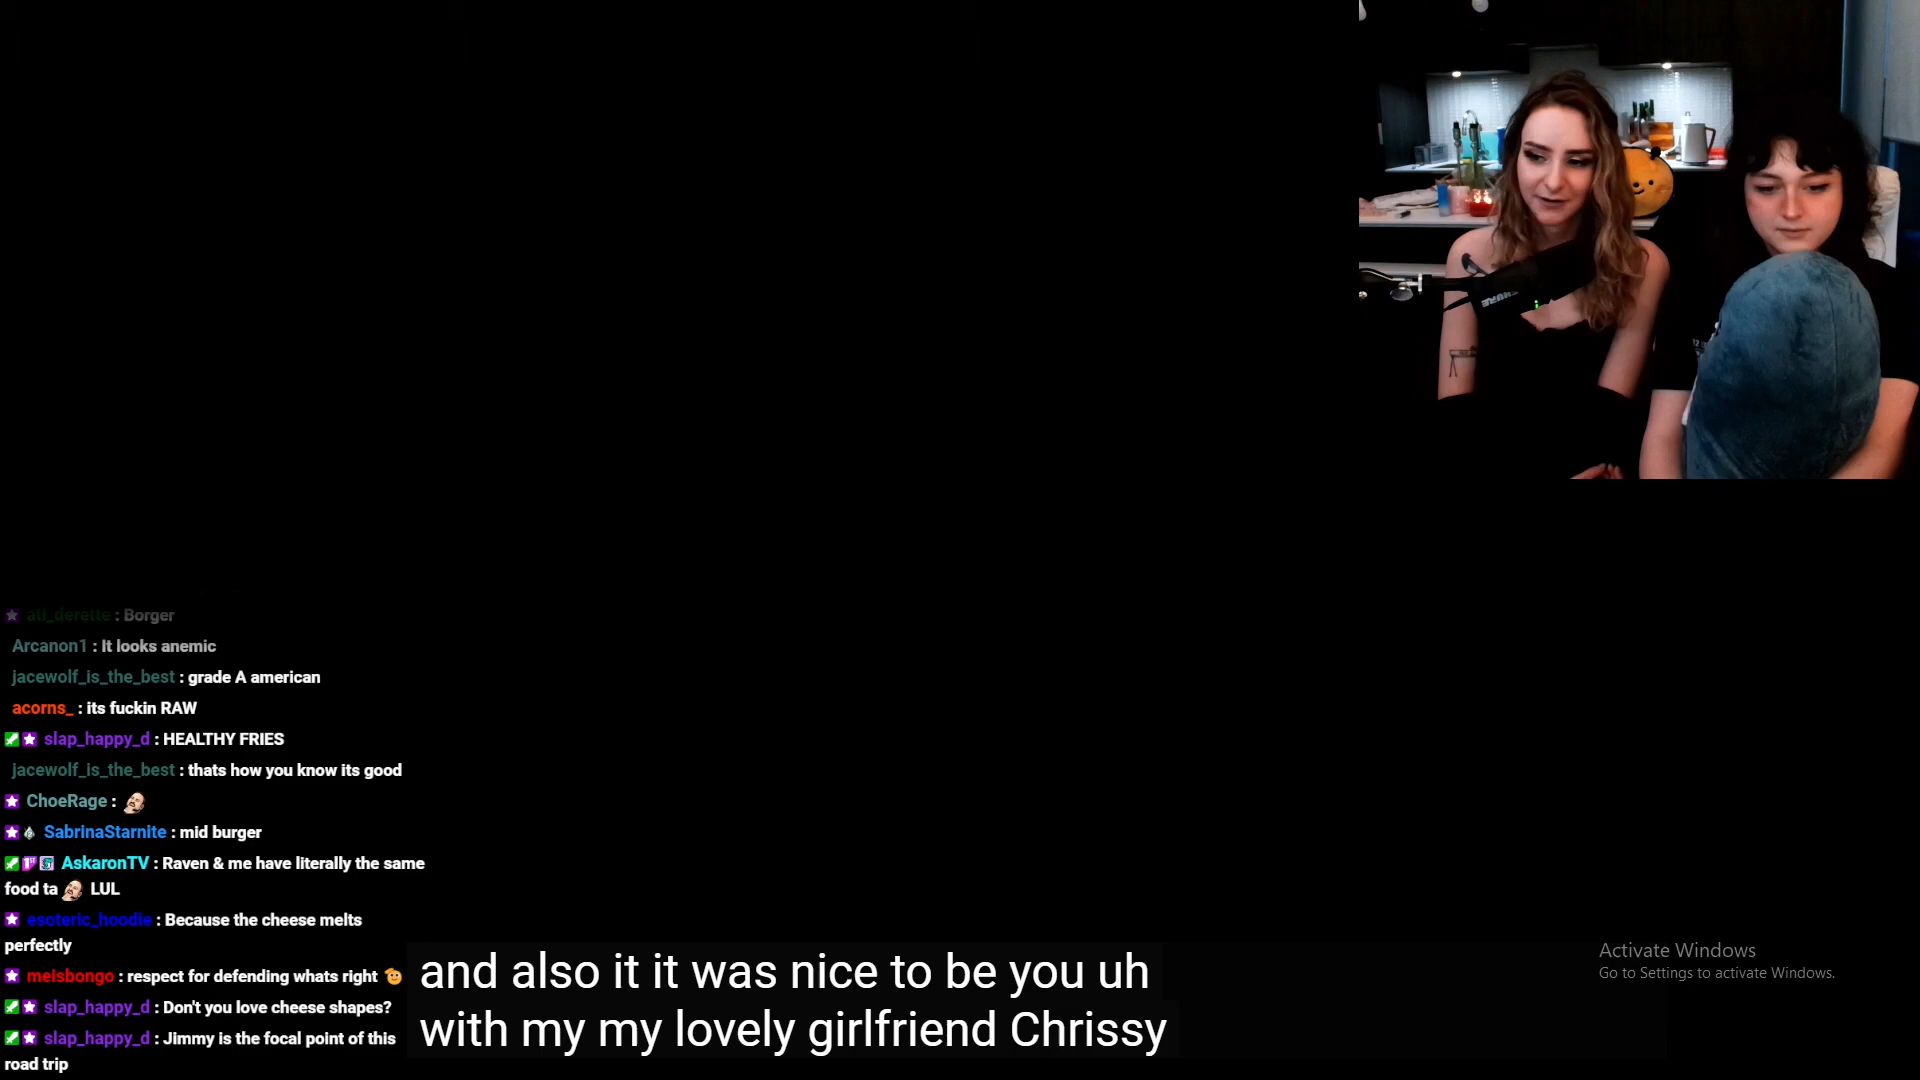 SHURE
ati_derette : Borger
Arcanon1 : It looks anemic
jacewolf_is_the_best : grade A american
acorns_ : its fuckin RAW
slap_happy_d : HEALTHY FRIES
jacewolf_is_the_best : thats how you know its good
ChoeRage :
SabrinaStarnite : mid burger
AskaronTV : Raven & me have literally the same
food ta LUL
esoteric_hoodie : Because the cheese melts
perfectly
meisbongo : respect for defending whats right
slap_happy_d : Don't you love cheese shapes?
slap_happy_d : Jimmy is the focal point of this
road trip
and also it it was nice to be you uh
with my my lovely girlfriend Chrissy
Activate Windows
Go to Settings to activate Windows.